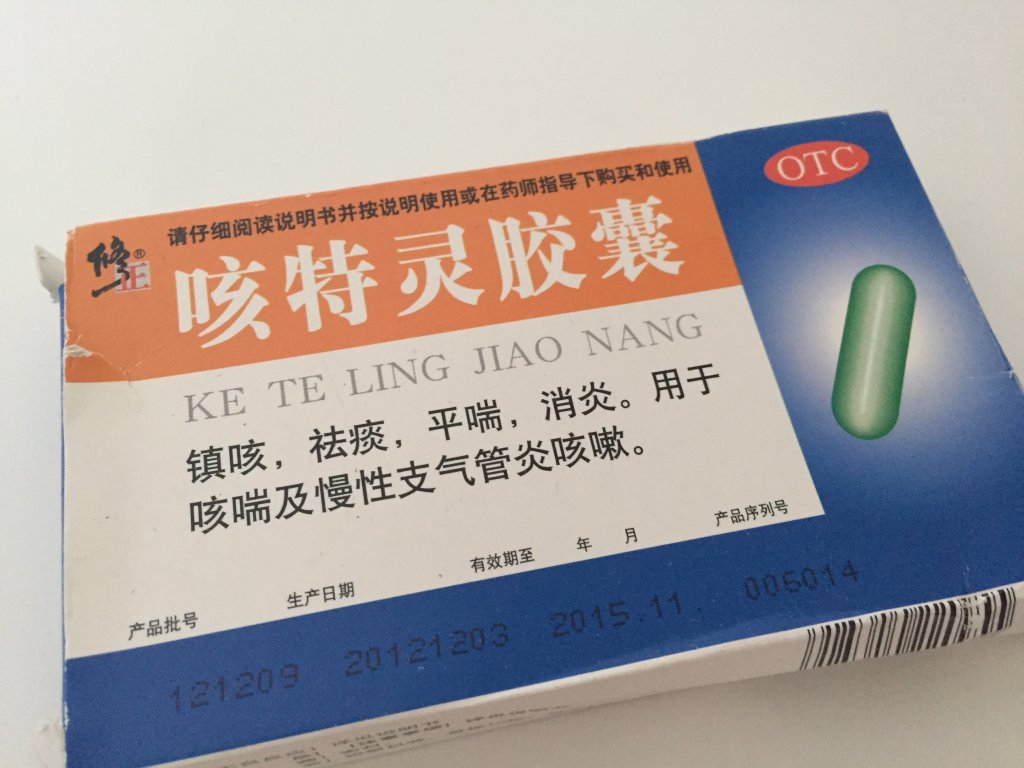 OTC
请仔细阅读说明书并按说明使用或在药师指导下购买和使用
修正®
咳特灵胶囊
KE TE LING JIAO NANG
镇咳，祛痰，平喘，消炎。用于
咳喘及慢性支气管炎咳嗽。
产品批号 生产日期 有效期至 年 月 产品序列号
121209 20121203 2015.11. 006014